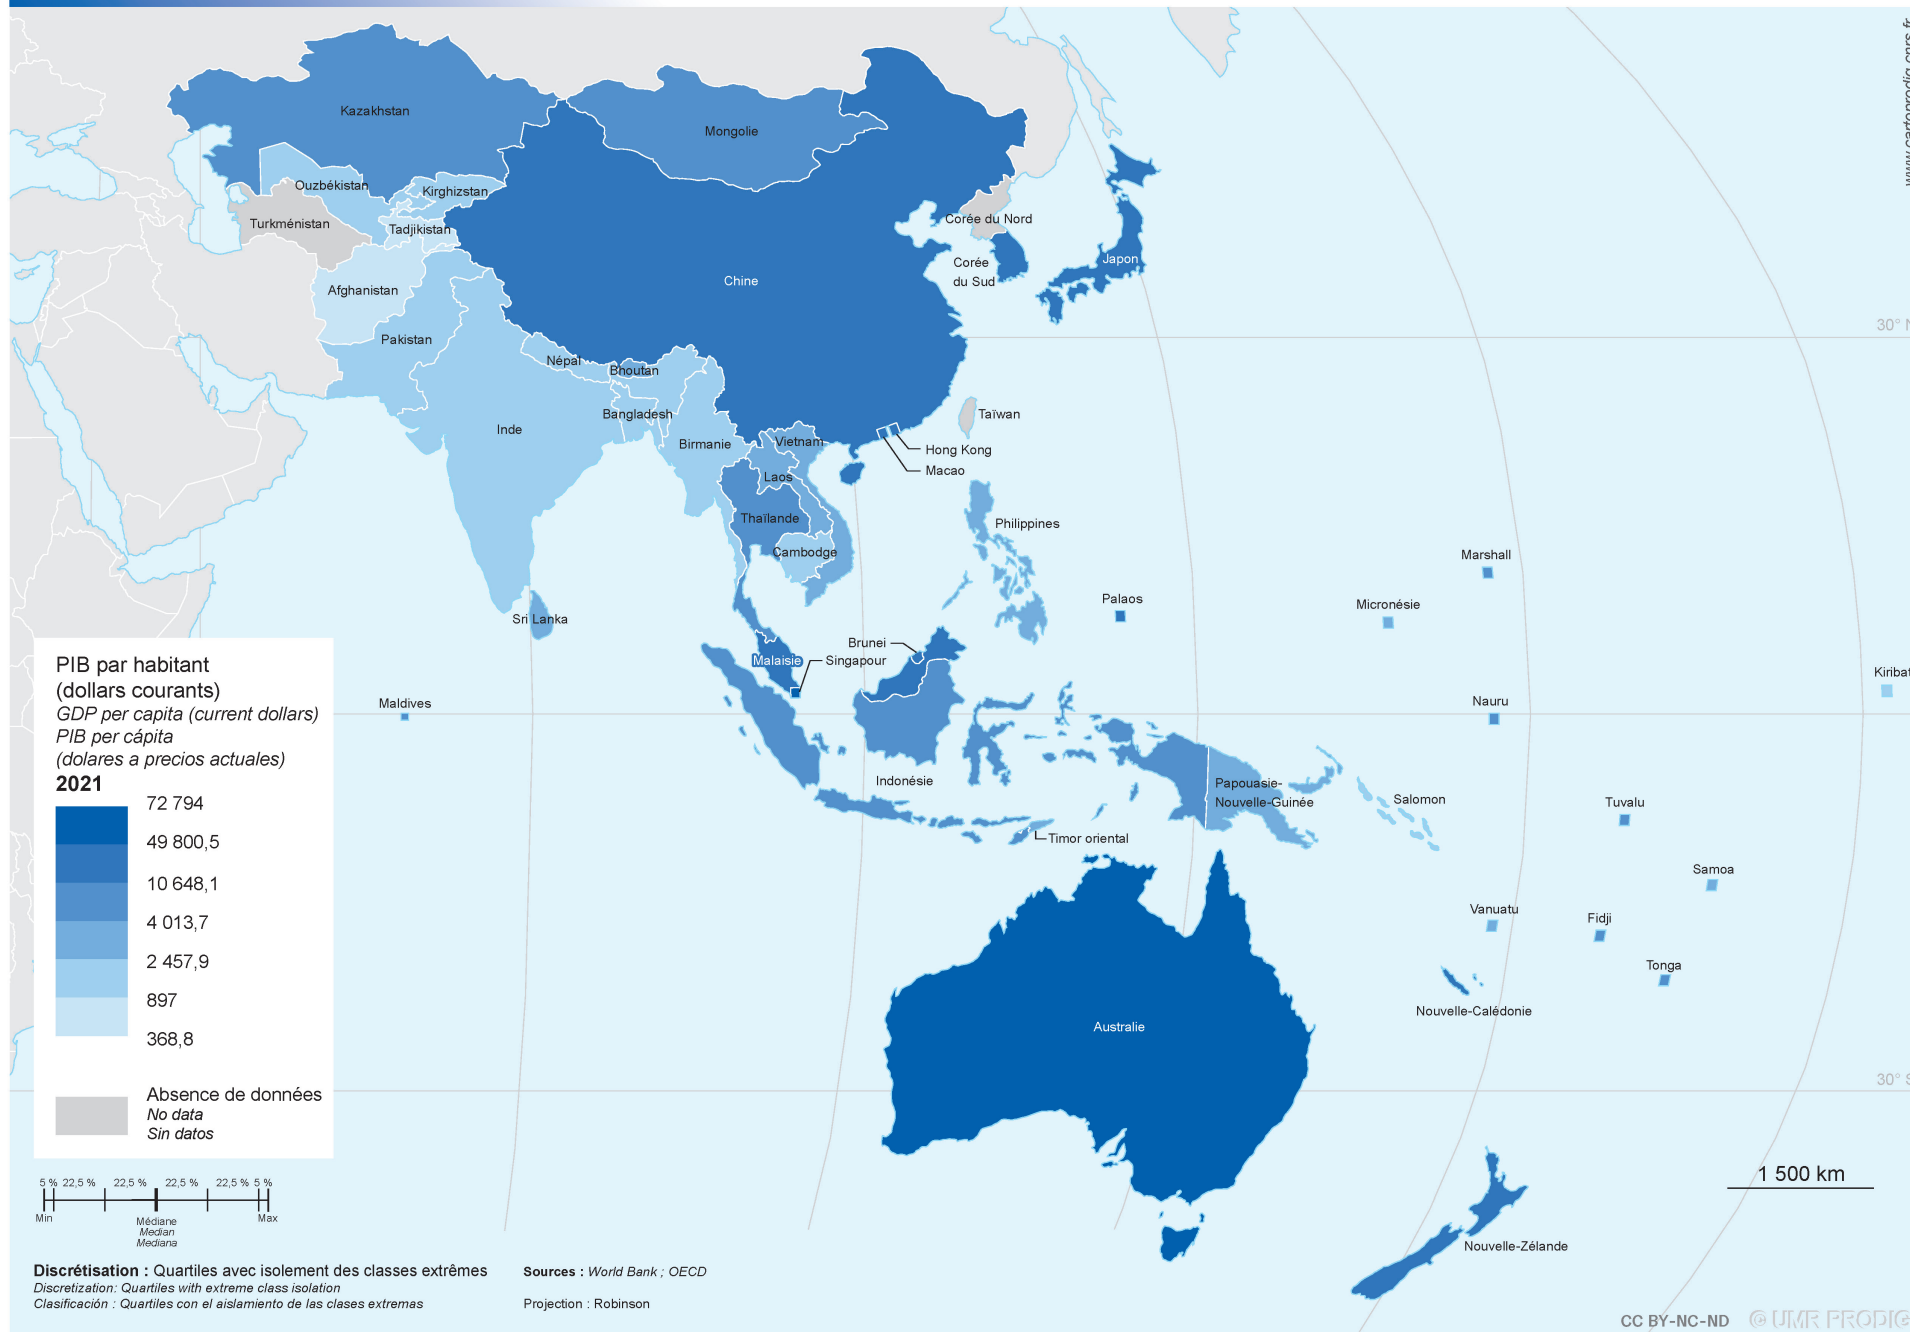 www.cartoprodig.cnrs.fr
Kazakhstan
Mongolie
Ouzbékistan
Kirghizstan
Turkménistan
Tadjikistan
Corée du Nord
Corée
du Sud
Japon
Chine
Afghanistan
30° N
Pakistan
Népal
Bhoutan
Bangladesh
Taïwan
Inde
Birmanie
Vietnam
Hong Kong
Macao
Laos
Thaïlande
Philippines
Cambodge
Marshall
Palaos
Micronésie
Sri Lanka
Brunei
Malaisie
Singapour
Kiribat
Maldives
Nauru
Indonésie
Papouasie-
Nouvelle-Guinée
Salomon
Tuvalu
Timor oriental
Samoa
Vanuatu
Fidji
Tonga
Nouvelle-Calédonie
Australie
30° S
Nouvelle-Zélande
1 500 km
PIB par habitant
(dollars courants)
GDP per capita (current dollars)
PIB per cápita
(dolares a precios actuales)
2021
72 794
49 800,5
10 648,1
4 013,7
2 457,9
897
368,8
Absence de données
No data
Sin datos
5 % 22,5 % 22,5 % 22,5 % 22,5 % 5 %
Min Max
Médiane
Median
Mediana
Discrétisation : Quartiles avec isolement des classes extrêmes
Discretization: Quartiles with extreme class isolation
Clasificación : Quartiles con el aislamiento de las clases extremas
Sources : World Bank ; OECD
Projection : Robinson
CC BY-NC-ND © UMR PRODIG